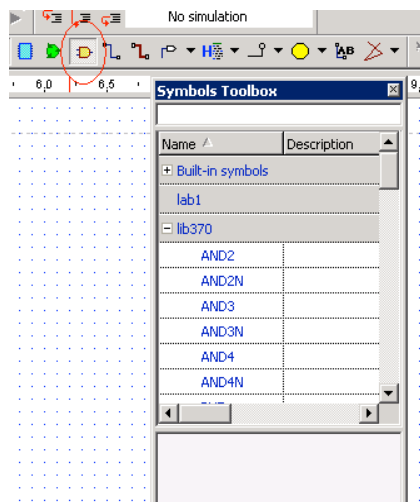 No simulation
AB
6,0 6,5 9,
Symbols Toolbox
Name Description
Built-in symbols
lab1
lib370
AND2
AND2N
AND3
AND3N
AND4
AND4N